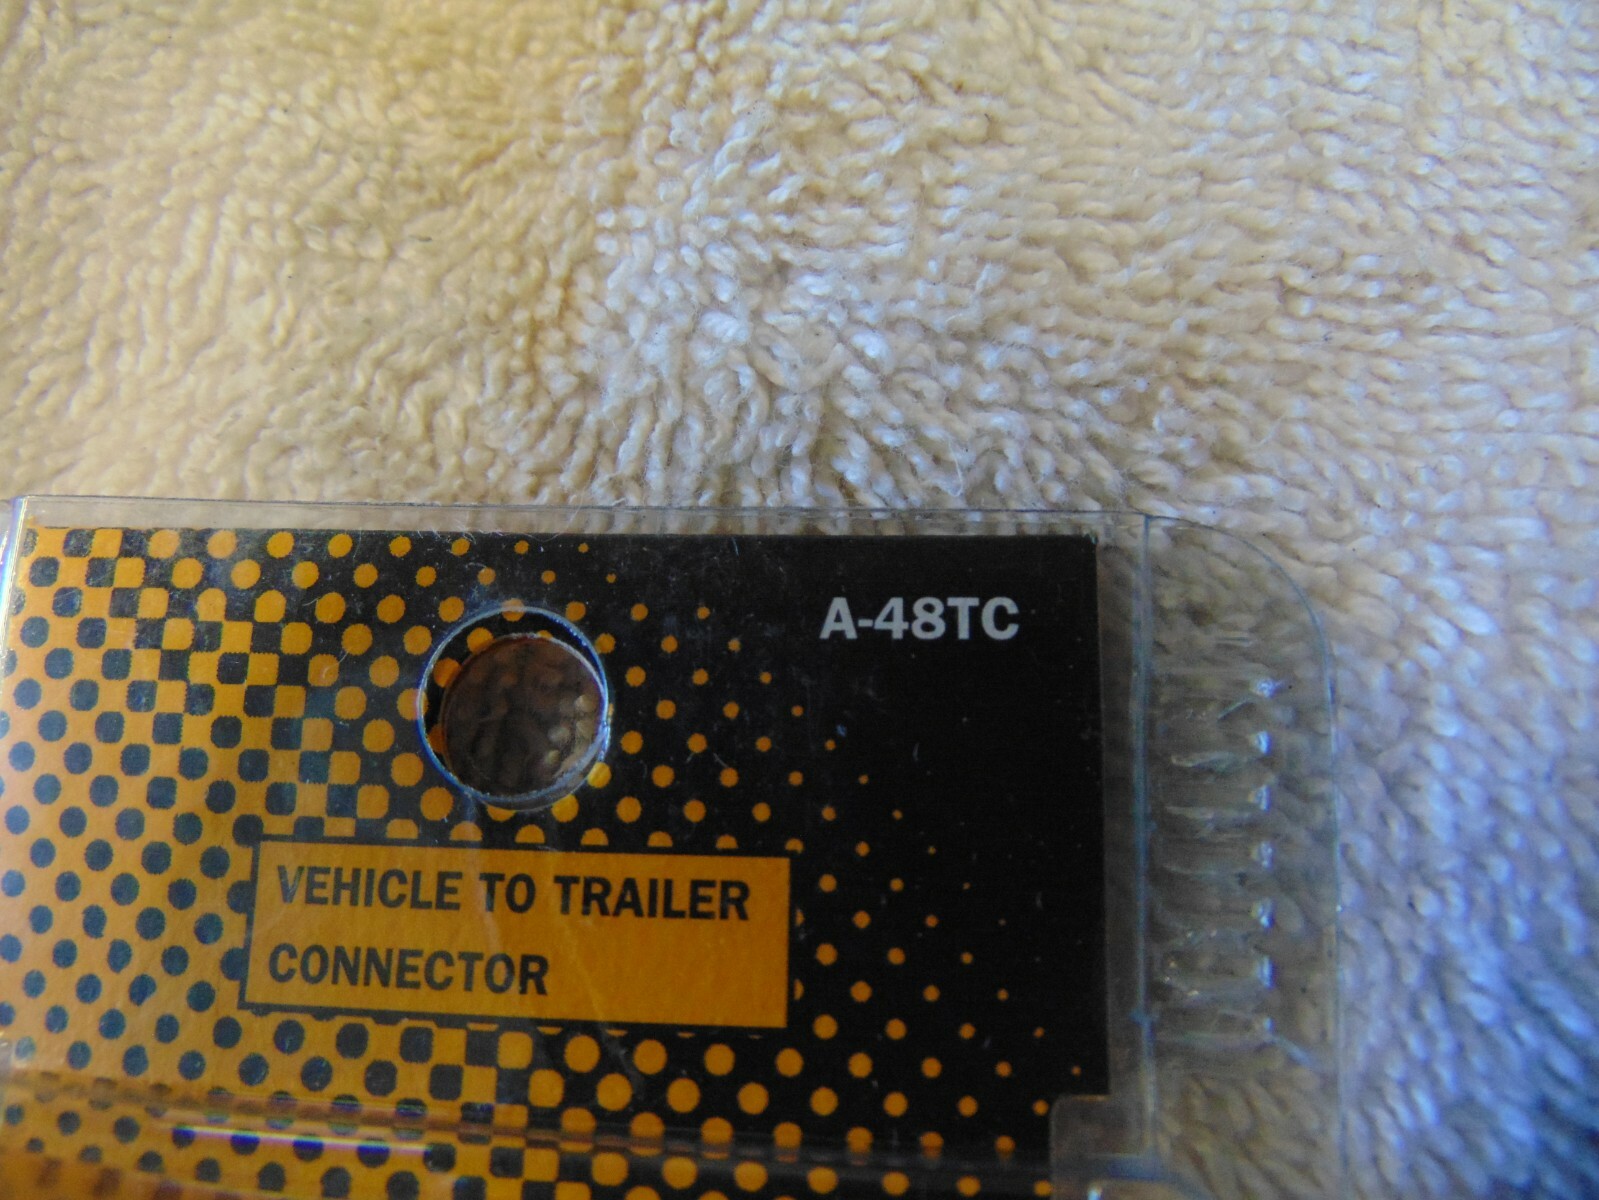 A-48TC
VEHICLE TO TRAILER
CONNECTOR